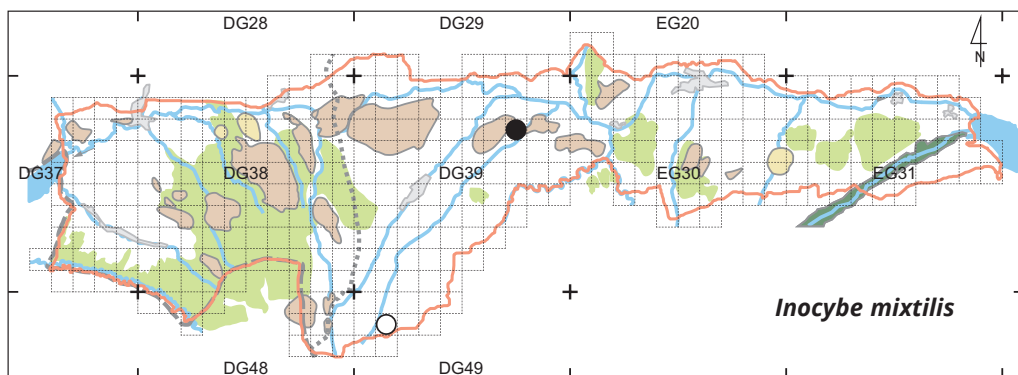 DG28 DG29 EG20
N
DG37 DG38 DG39 EG30 EG31
Inocybe mixtilis
DG48 DG49